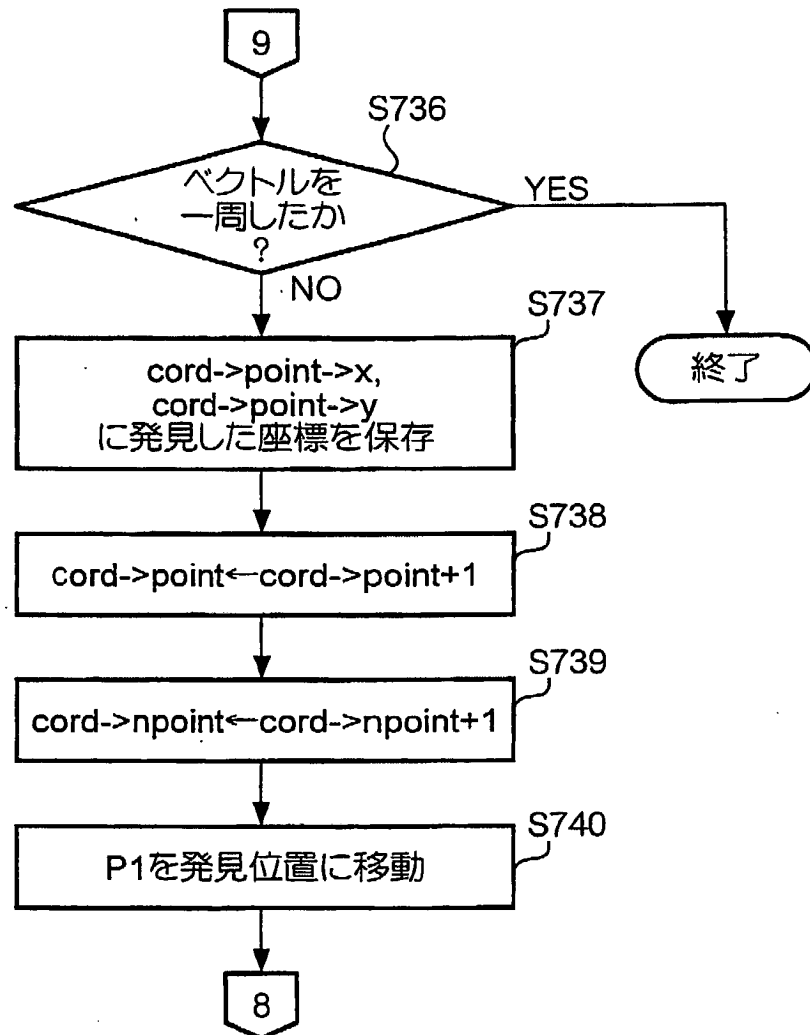 9
S736
ベクトルを
一周したか
?
YES
NO
S737
cord->point->x,
cord->point->y
に発見した座標を保存
終了
S738
cord->point←cord->point+1
S739
cord->npoint←cord->npoint+1
S740
P1を発見位置に移動
8